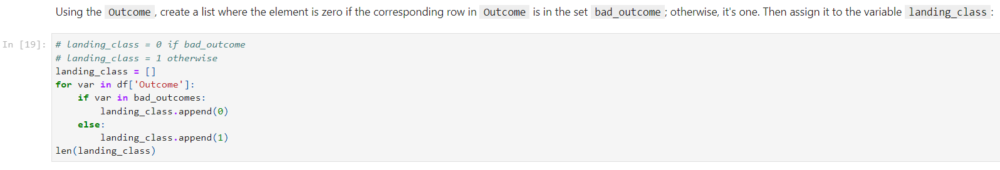 Using the Outcome , create a list where the element is zero if the corresponding row in Outcome is in the set bad_outcome ; otherwise, it's one. Then assign it to the variable landing_class :
In [19]: # landing_class = 0 if bad_outcome
# landing_class = 1 otherwise
landing_class = []
for var in df['Outcome']:
    if var in bad_outcomes:
        landing_class.append(0)
    else:
        landing_class.append(1)
len(landing_class)